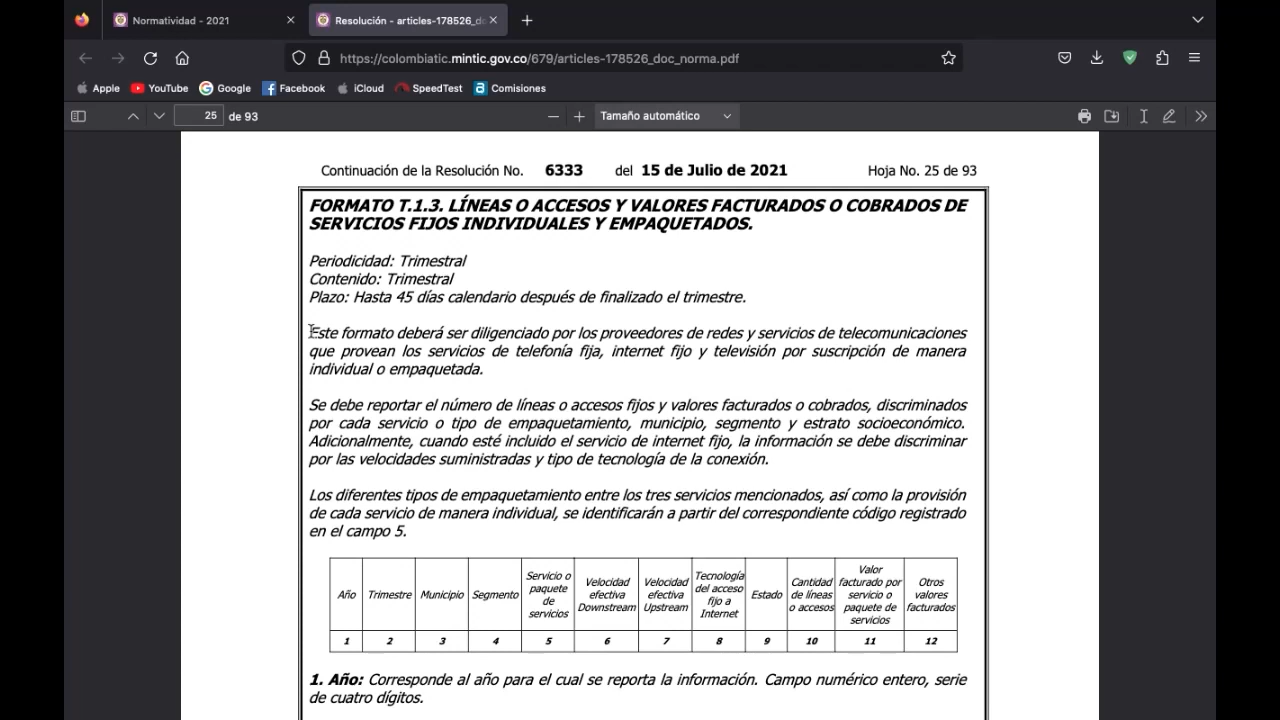 Normatividad - 2021
Resolución - articles-178526_do
https://colombiatic.mintic.gov.co/679/articles-178526_doc_norma.pdf
Apple YouTube Google Facebook iCloud SpeedTest Comisiones
25 de 93 Tamaño automático
Continuación de la Resolución No. 6333 del 15 de Julio de 2021 Hoja No. 25 de 93
FORMATO T.1.3. LÍNEAS O ACCESOS Y VALORES FACTURADOS O COBRADOS DE
SERVICIOS FIJOS INDIVIDUALES Y EMPAQUETADOS.
Periodicidad: Trimestral
Contenido: Trimestral
Plazo: Hasta 45 días calendario después de finalizado el trimestre.
Este formato deberá ser diligenciado por los proveedores de redes y servicios de telecomunicaciones
que provean los servicios de telefonía fija, internet fijo y televisión por suscripción de manera
individual o empaquetada.
Se debe reportar el número de líneas o accesos fijos y valores facturados o cobrados, discriminados
por cada servicio o tipo de empaquetamiento, municipio, segmento y estrato socioeconómico.
Adicionalmente, cuando esté incluido el servicio de internet fijo, la información se debe discriminar
por las velocidades suministradas y tipo de tecnología de la conexión.
Los diferentes tipos de empaquetamiento entre los tres servicios mencionados, así como la provisión
de cada servicio de manera individual, se identificarán a partir del correspondiente código registrado
en el campo 5.
Año
Trimestre
Municipio
Segmento
Servicio o
paquete
de
servicios
Velocidad
efectiva
Downstream
Velocidad
efectiva
Upstream
Tecnología
del acceso
fijo a
Internet
Estado
Cantidad
de líneas
o accesos
Valor
facturado por
servicio o
paquete de
servicios
Otros
valores
facturados
1 2 3 4 5 6 7 8 9 10 11 12
1. Año: Corresponde al año para el cual se reporta la información. Campo numérico entero, serie
de cuatro dígitos.